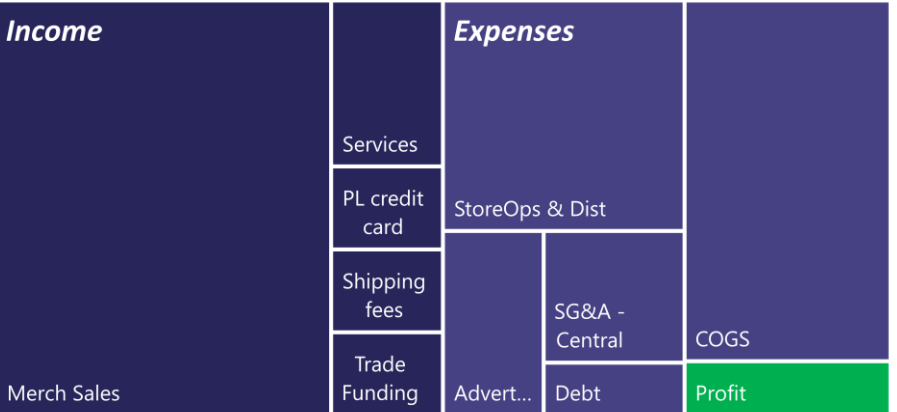 Income
Merch Sales
Services
PL credit
card
Shipping
fees
Trade
Funding
Expenses
StoreOps & Dist
Advert...
SG&A -
Central
Debt
COGS
Profit